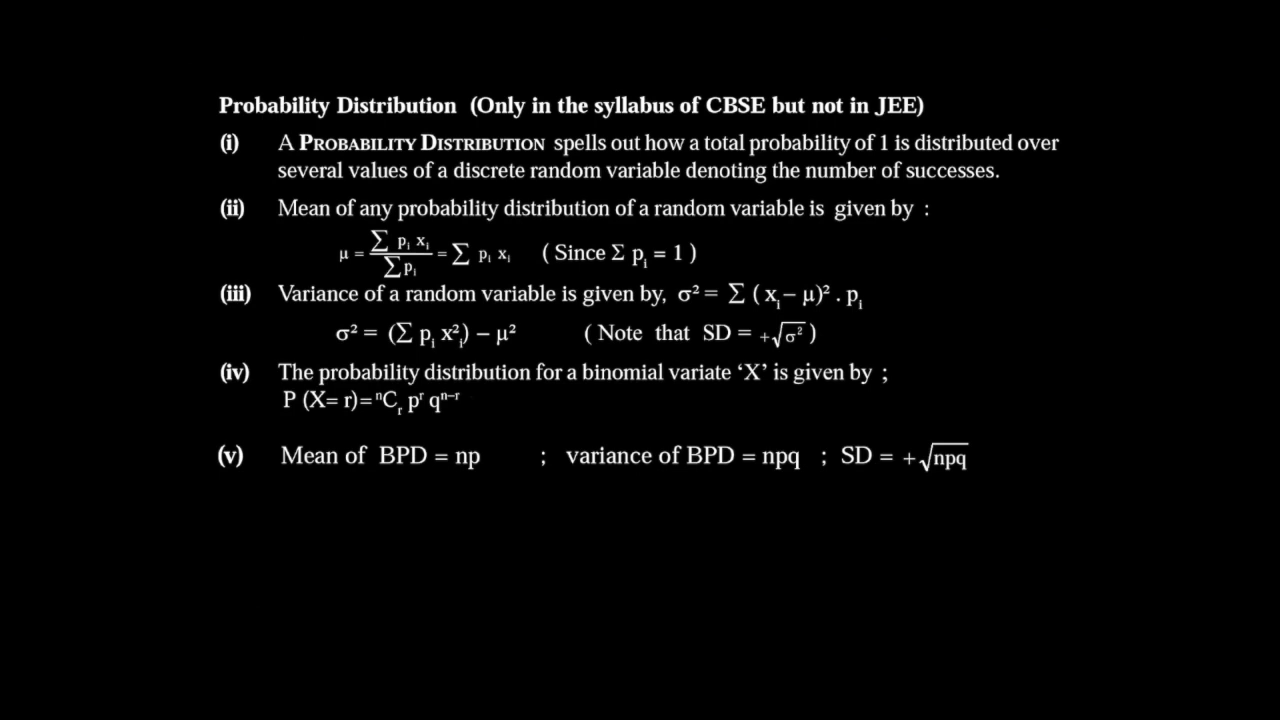 Probability Distribution (Only in the syllabus of CBSE but not in JEE)
(i) A PROBABILITY DISTRIBUTION spells out how a total probability of 1 is distributed over
several values of a discrete random variable denoting the number of successes.
(ii) Mean of any probability distribution of a random variable is given by :
μ = ∑ pᵢ xᵢ / ∑ pᵢ = ∑ pᵢ xᵢ ( Since Σ pᵢ = 1 )
(iii) Variance of a random variable is given by, σ² = ∑ ( xᵢ – μ)² . pᵢ
σ² = (∑ pᵢ x²ᵢ) – μ² ( Note that SD = +√σ² )
(iv) The probability distribution for a binomial variate ‘X’ is given by ;
P (X= r)= ⁿCᵣ pʳ qⁿ⁻ʳ
(v) Mean of BPD = np ; variance of BPD = npq ; SD = +√npq